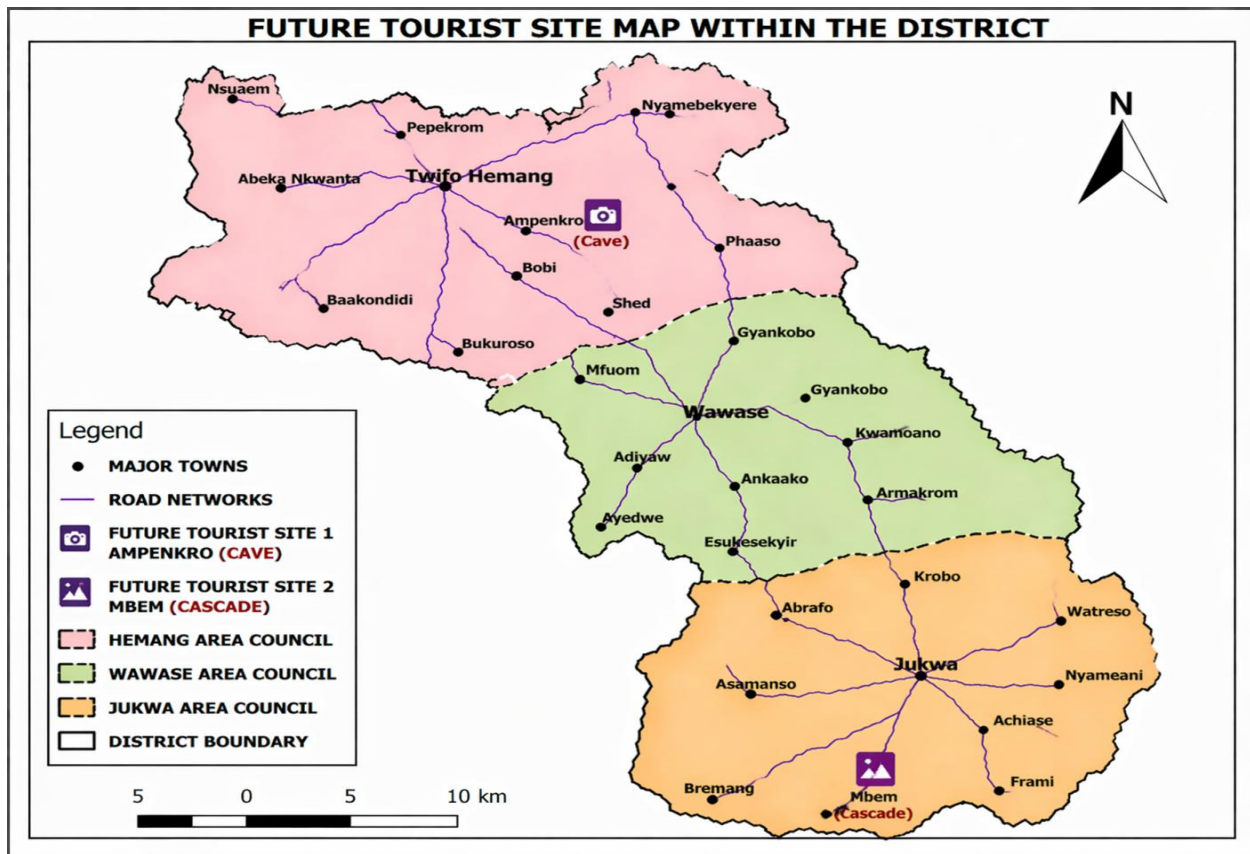 FUTURE TOURIST SITE MAP WITHIN THE DISTRICT
N
Nsuaem
Nyamebekyere
Pepekrom
Abeka Nkwanta
Twifo Hemang
Ampenkro
(Cave)
Phaaso
Bobi
Baakondidi
Shed
Bukuroso
Gyankobo
Mfuom
Gyankobo
Wawase
Kwamoano
Adiyaw
Ankaako
Armakrom
Ayedwe
Esukesekyir
Krobo
Abrafo
Watreso
Jukwa
Asamanso
Nyameani
Achiase
Bremang
Frami
Mbem
(Cascade)
Legend
MAJOR TOWNS
ROAD NETWORKS
FUTURE TOURIST SITE 1
AMPENKRO (CAVE)
FUTURE TOURIST SITE 2
MBEM (CASCADE)
HEMANG AREA COUNCIL
WAWASE AREA COUNCIL
JUKWA AREA COUNCIL
DISTRICT BOUNDARY
5 0 5 10 km